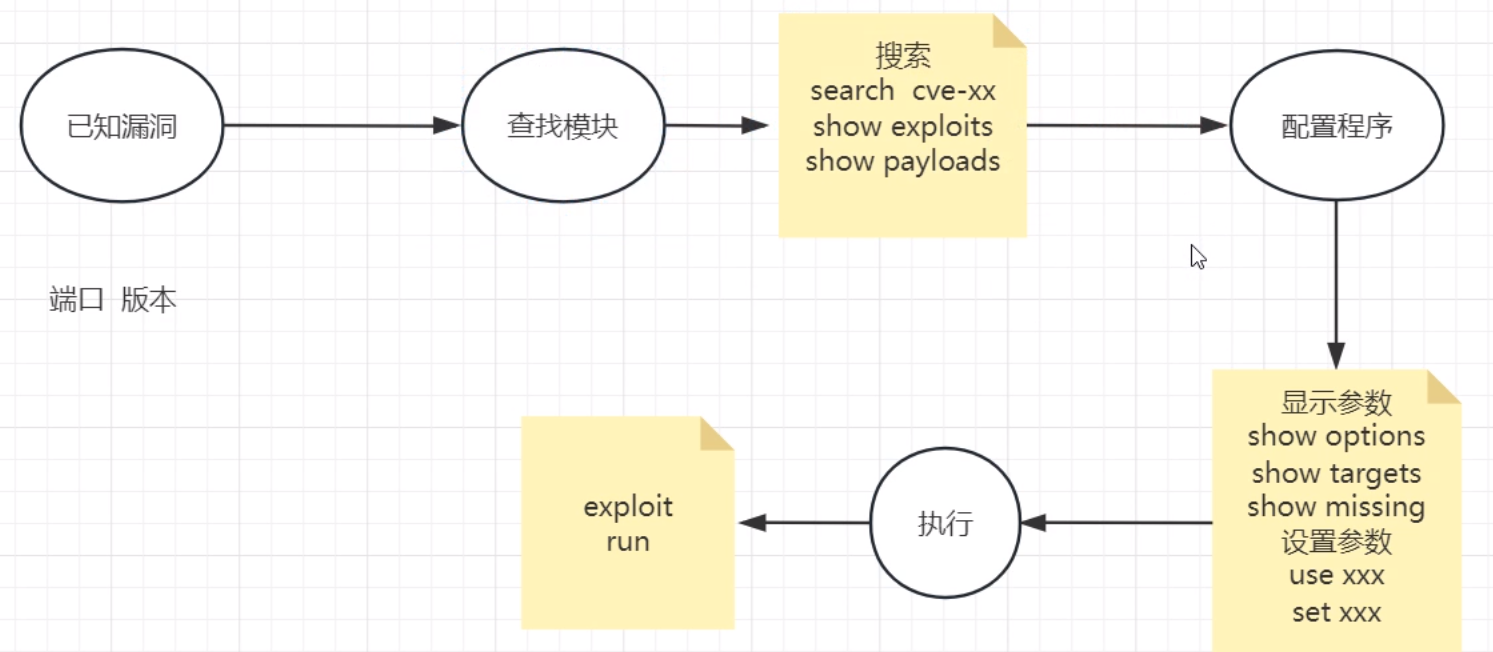 已知漏洞
查找模块
搜索
search cve-xx
show exploits
show payloads
配置程序
端口 版本
显示参数
show options
show targets
show missing
设置参数
use xxx
set xxx
执行
exploit
run